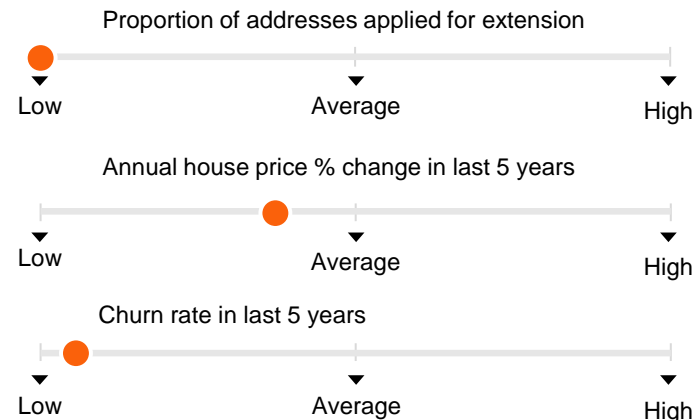 Proportion of addresses applied for extension
Low Average High
Annual house price % change in last 5 years
Low Average High
Churn rate in last 5 years
Low Average High